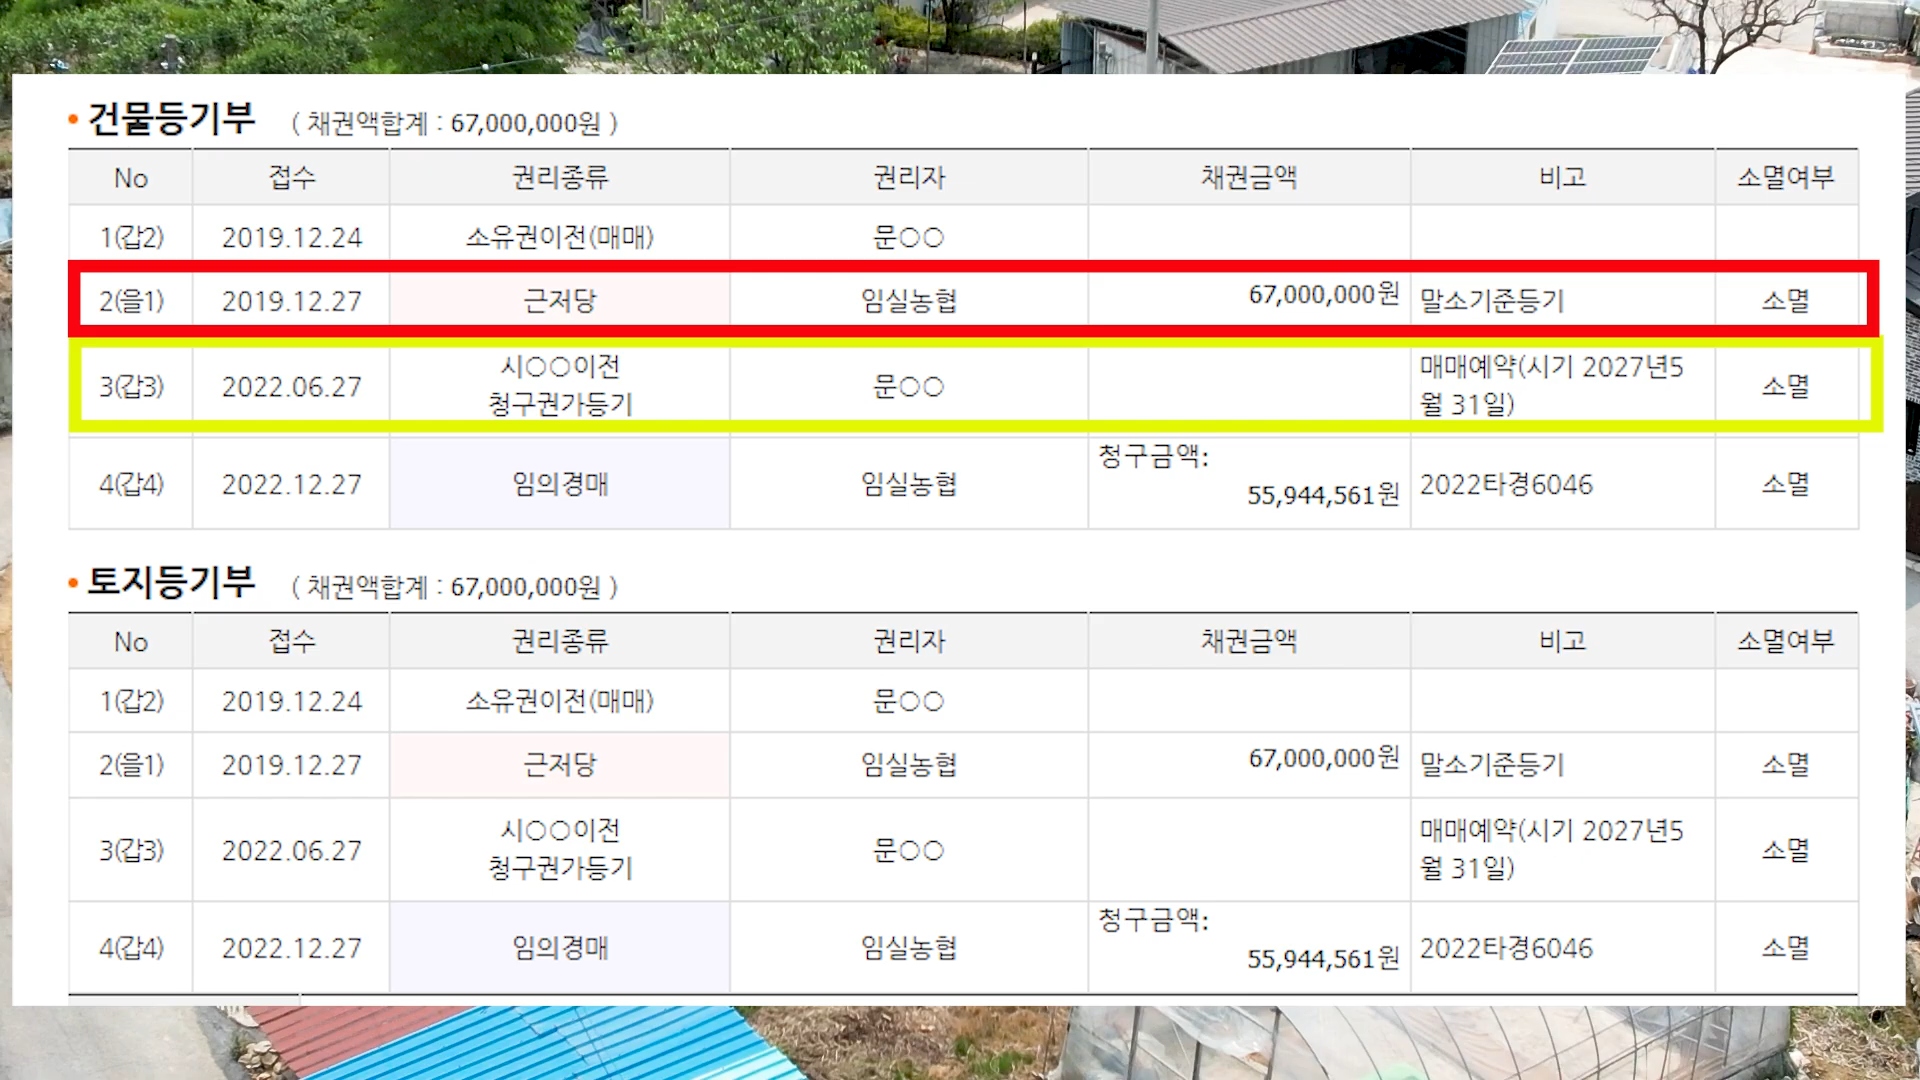 • 건물등기부 ( 채권액합계 : 67,000,000원 )
No 접수 권리종류 권리자 채권금액 비고 소멸여부
1(갑2) 2019.12.24 소유권이전(매매) 문○○
2(을1) 2019.12.27 근저당 임실농협 67,000,000원 말소기준등기 소멸
3(갑3) 2022.06.27 시○○이전 청구권가등기 문○○ 매매예약(시기 2027년5월 31일) 소멸
4(갑4) 2022.12.27 임의경매 임실농협 청구금액: 55,944,561원 2022타경6046 소멸
• 토지등기부 ( 채권액합계 : 67,000,000원 )
No 접수 권리종류 권리자 채권금액 비고 소멸여부
1(갑2) 2019.12.24 소유권이전(매매) 문○○
2(을1) 2019.12.27 근저당 임실농협 67,000,000원 말소기준등기 소멸
3(갑3) 2022.06.27 시○○이전 청구권가등기 문○○ 매매예약(시기 2027년5월 31일) 소멸
4(갑4) 2022.12.27 임의경매 임실농협 청구금액: 55,944,561원 2022타경6046 소멸